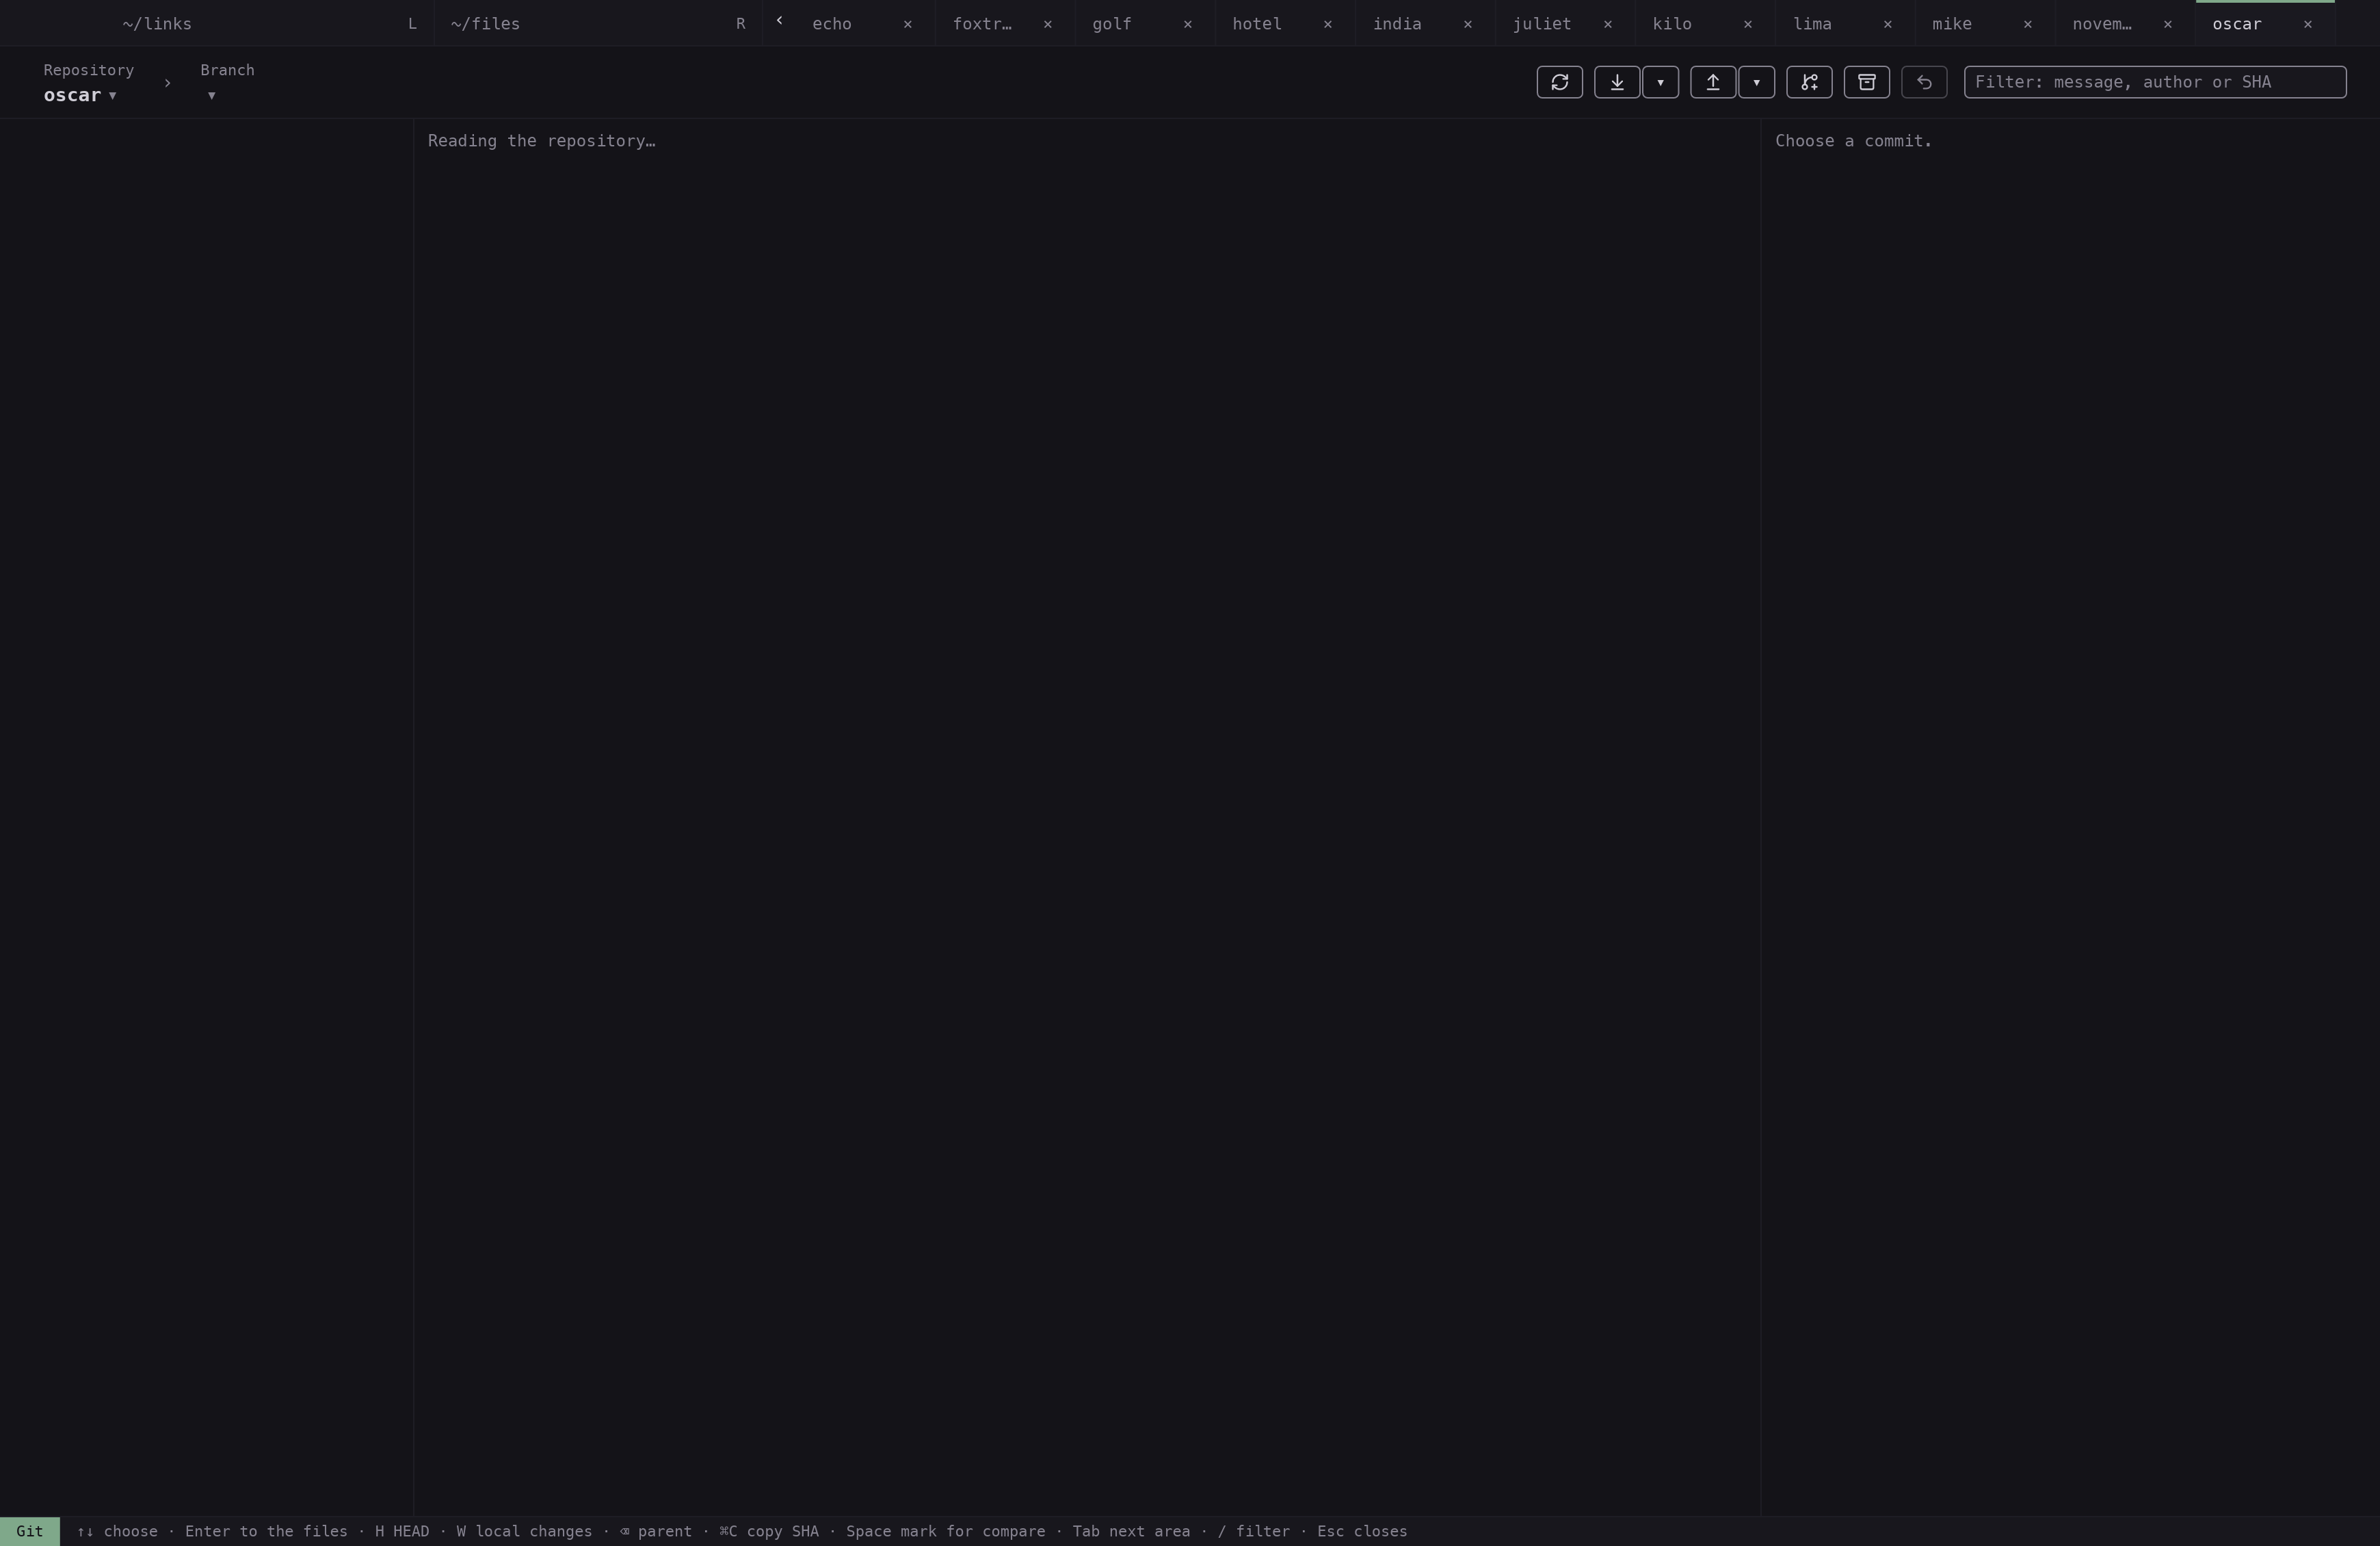 ~/links L ~/files R ‹ echo × foxtr… × golf × hotel × india × juliet × kilo × lima × mike × novem… × oscar ×
Repository › Branch
oscar ▾ ▾
▾ ▾ Filter: message, author or SHA
Reading the repository…
Choose a commit.
Git ↑↓ choose · Enter to the files · H HEAD · W local changes · ⌫ parent · ⌘C copy SHA · Space mark for compare · Tab next area · / filter · Esc closes